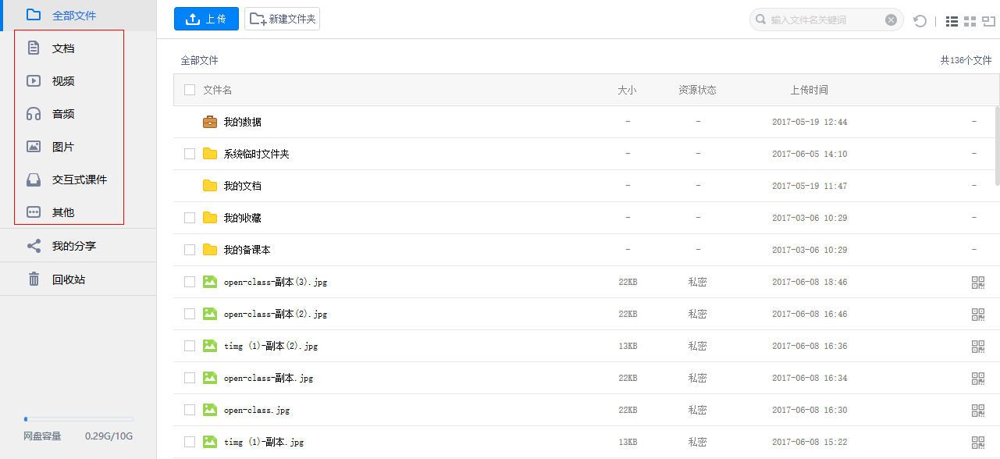 全部文件
文档
视频
音频
图片
交互式课件
其他
我的分享
回收站
网盘容量 0.29G/10G
上传 新建文件夹 输入文件名关键词
全部文件 共136个文件
文件名 大小 资源状态 上传时间
我的数据 - - 2017-05-19 12:44 -
系统临时文件夹 - - 2017-06-05 14:10 -
我的文档 - - 2017-05-19 11:47 -
我的收藏 - - 2017-03-06 10:29 -
我的备课本 - - 2017-03-06 10:29 -
open-class-副本(3).jpg 22KB 私密 2017-06-08 18:46
open-class-副本(2).jpg 22KB 私密 2017-06-08 16:46
timg (1)-副本(2).jpg 13KB 私密 2017-06-08 16:36
open-class-副本.jpg 22KB 私密 2017-06-08 16:34
open-class.jpg 22KB 私密 2017-06-08 16:30
timg (1)-副本.jpg 13KB 私密 2017-06-08 15:22